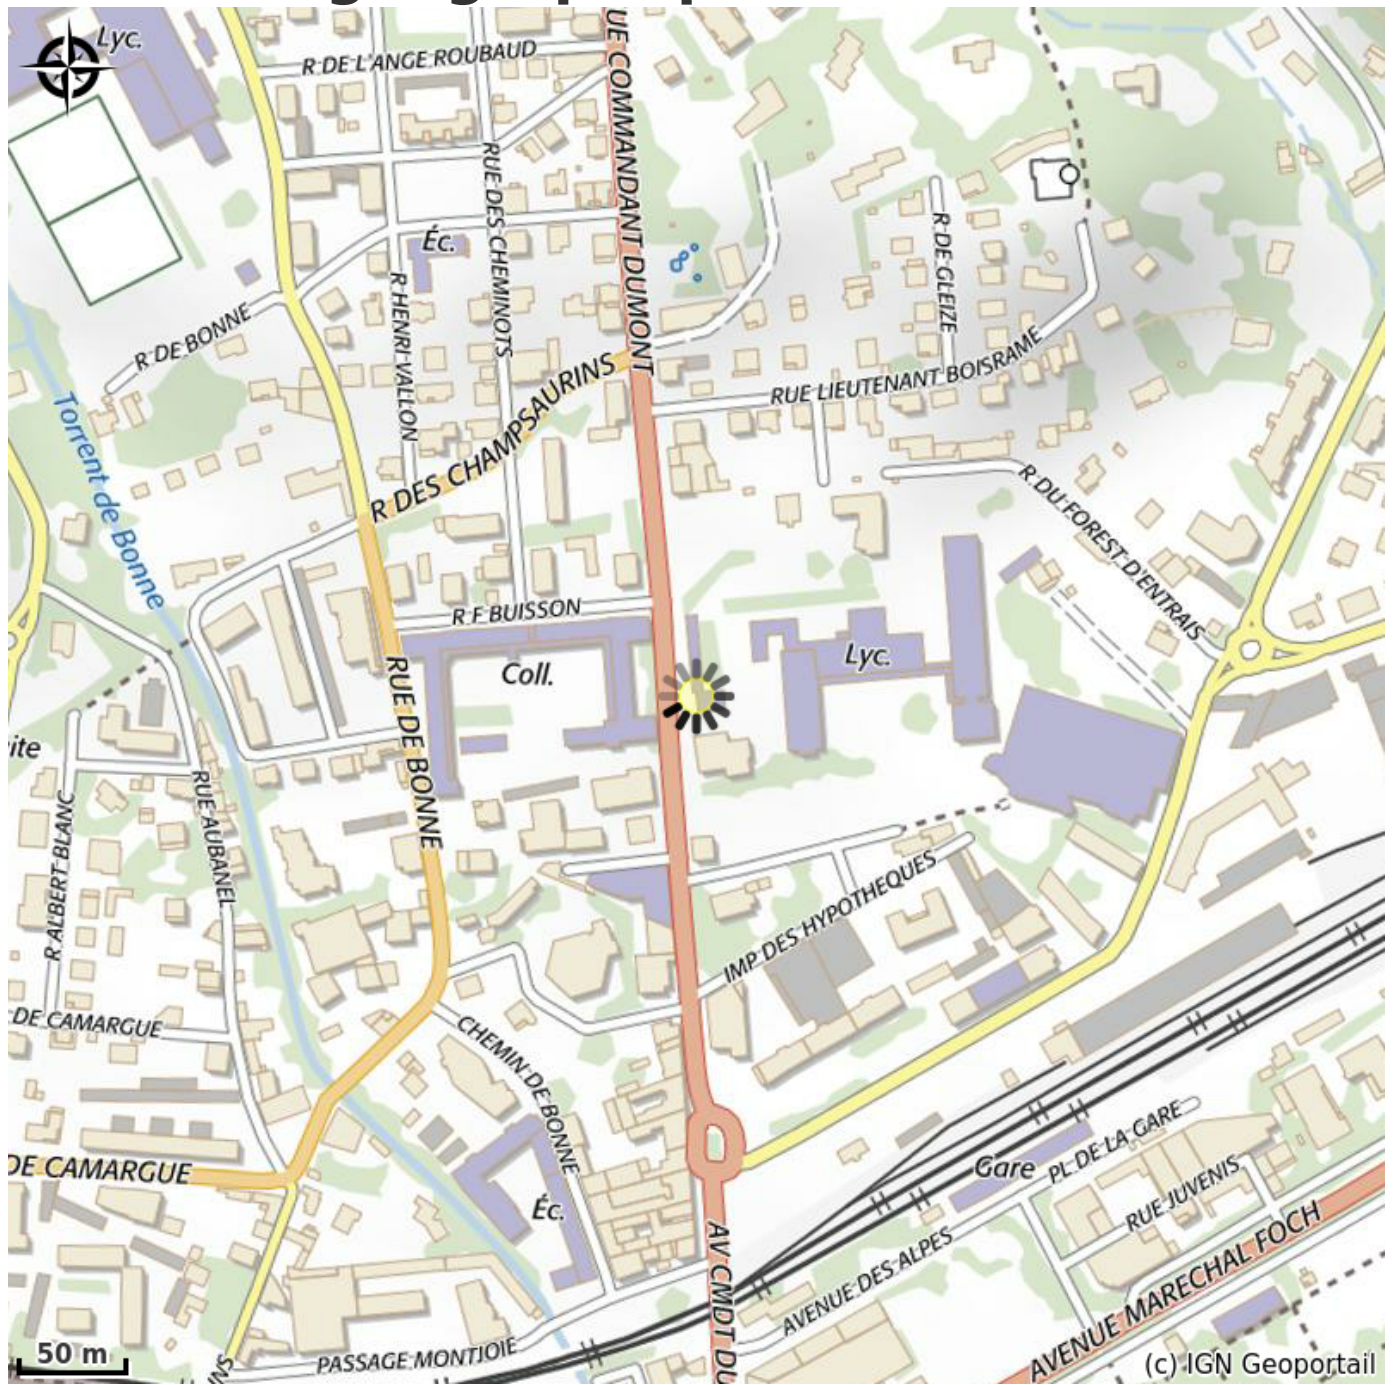 Lyc.
R DE L'ANGE ROUBAUD
UE COMMANDANT DUMONT
RUE DES CHEMINOTS
Éc.
R DE GLEIZE
R HENRI VALLON
R DE BONNE
RUE LIEUTENANT BOISRAME
Torrent de Bonne
R DES CHAMPSAURINS
R DU FOREST D'ENTRAIS
R F BUISSON
Coll.
Lyc.
RUE DE BONNE
ite
R ALBERT BLANC
RUE AUBANEL
IMP DES HYPOTHEQUES
DE CAMARGUE
CHEMIN DE BONNE
DE CAMARGUE
Éc.
Gare
PL DE LA GARE
RUE JUVENIS
AV CMDT DU
AVENUE DES ALPES
AVENUE MARECHAL FOCH
PASSAGE MONTJOIE
50 m
(c) IGN Geoportail